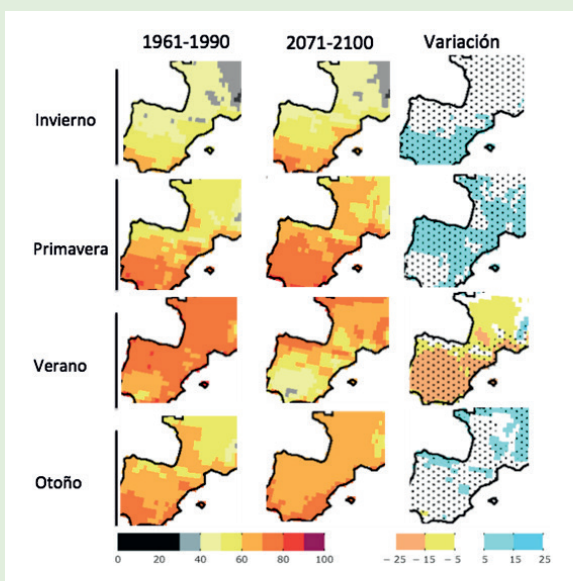 1961-1990 2071-2100 Variación
Invierno
Primavera
Verano
Otoño
0 20 40 60 80 100 -25 -15 -5 5 15 25